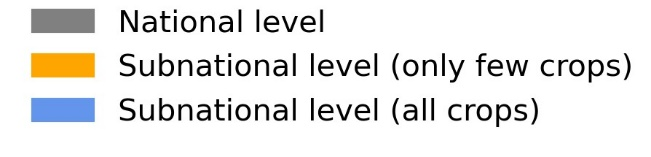 National level
Subnational level (only few crops)
Subnational level (all crops)